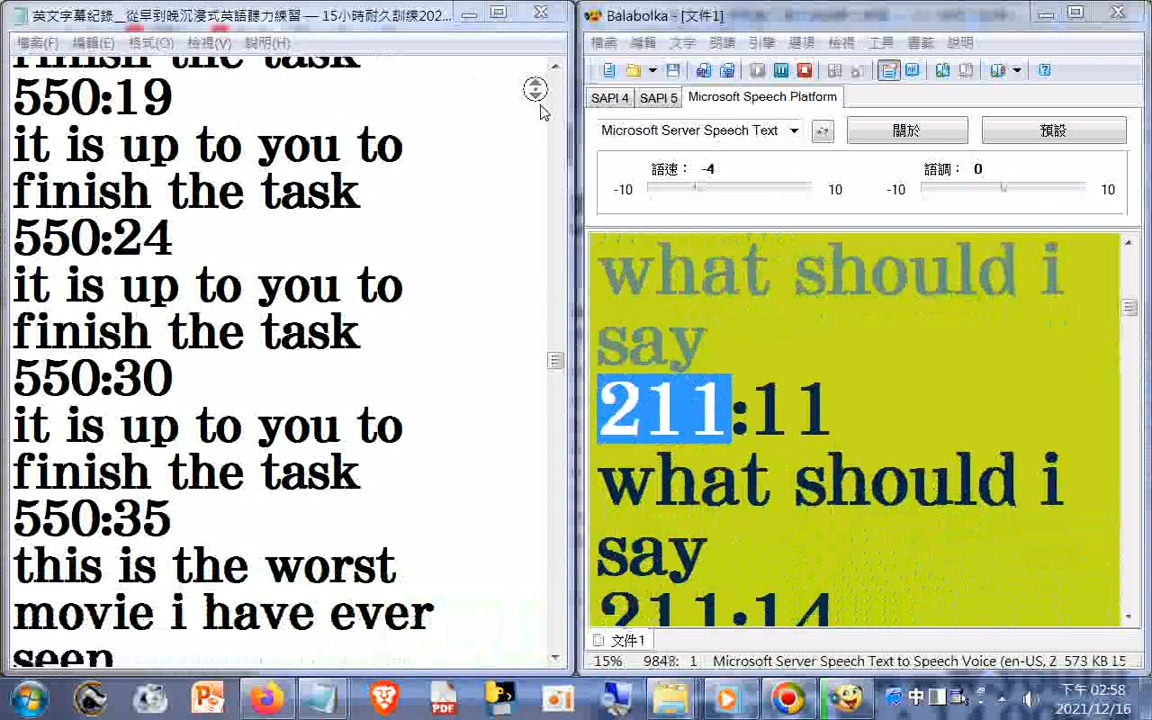 英文字幕紀錄__從早到晚沉浸式英語聽力練習 — 15小時耐久訓練202...
檔案(F) 編輯(E) 格式(O) 檢視(V) 說明(H)
finish the task
550:19
it is up to you to
finish the task
550:24
it is up to you to
finish the task
550:30
it is up to you to
finish the task
550:35
this is the worst
movie i have ever
seen
Balabolka - [文件1]
檔案 編輯 文字 朗讀 引擎 選項 檢視 工具 書籤 說明
SAPI 4 SAPI 5 Microsoft Speech Platform
Microsoft Server Speech Text 關於 預設
語速： -4 語調： 0
-10 10 -10 10
what should i
say
211:11
what should i
say
211:14
文件1
15% 9848: 1 Microsoft Server Speech Text to Speech Voice (en-US, Z 573 KB 15
PDF
中
下午 02:58
2021/12/16